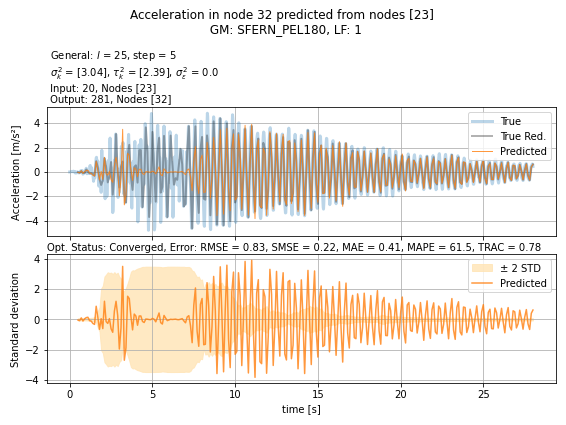 Acceleration in node 32 predicted from nodes [23]
GM: SFERN_PEL180, LF: 1
General: l = 25, step = 5
σ²ₖ = [3.04], τ²ₖ = [2.39], σ²ε = 0.0
Input: 20, Nodes [23]
Output: 281, Nodes [32]
Acceleration [m/s²]
4
2
0
−2
−4
True
True Red.
Predicted
Opt. Status: Converged, Error: RMSE = 0.83, SMSE = 0.22, MAE = 0.41, MAPE = 61.5, TRAC = 0.78
Standard deviation
4
2
0
−2
−4
± 2 STD
Predicted
0 5 10 15 20 25
time [s]